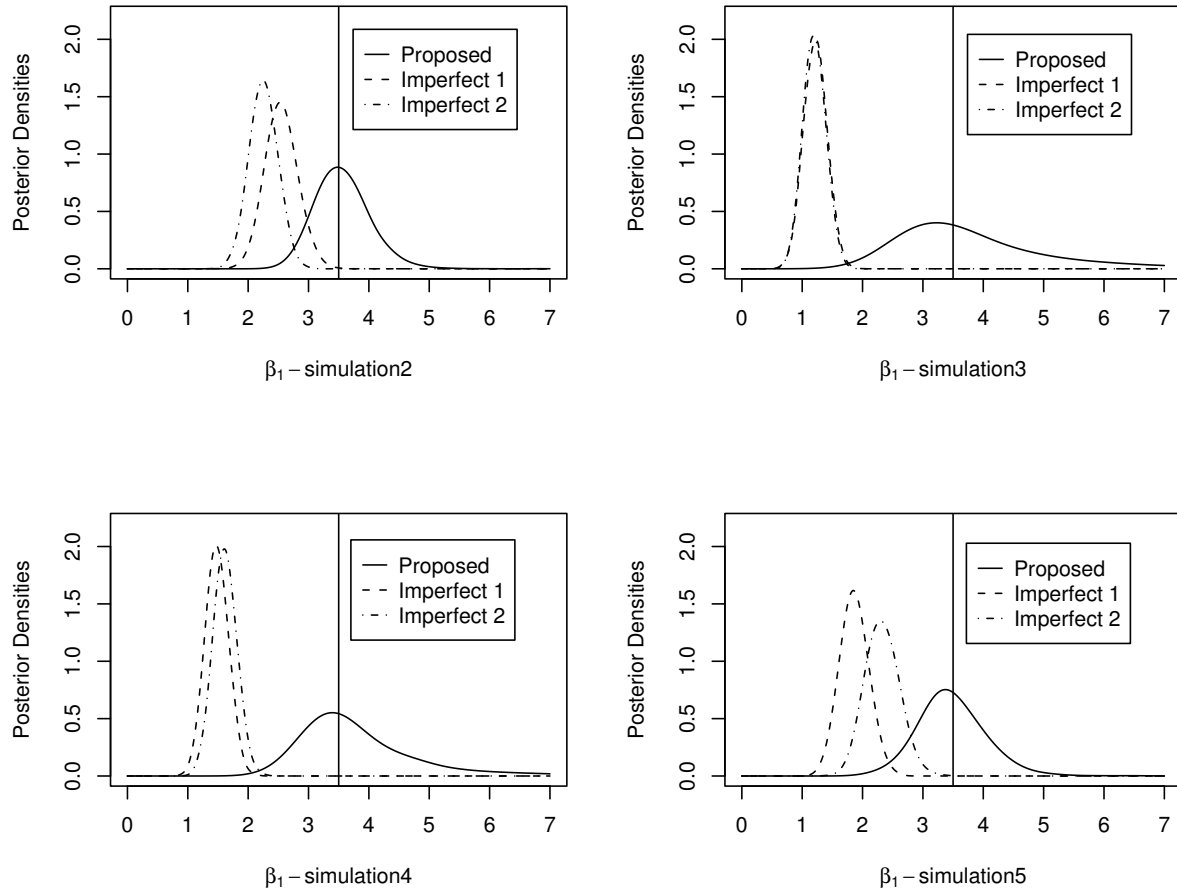 Posterior Densities
0.0 0.5 1.0 1.5 2.0
Proposed
Imperfect 1
Imperfect 2
0 1 2 3 4 5 6 7
β₁ − simulation2
Posterior Densities
0.0 0.5 1.0 1.5 2.0
Proposed
Imperfect 1
Imperfect 2
0 1 2 3 4 5 6 7
β₁ − simulation3
Posterior Densities
0.0 0.5 1.0 1.5 2.0
Proposed
Imperfect 1
Imperfect 2
0 1 2 3 4 5 6 7
β₁ − simulation4
Posterior Densities
0.0 0.5 1.0 1.5 2.0
Proposed
Imperfect 1
Imperfect 2
0 1 2 3 4 5 6 7
β₁ − simulation5